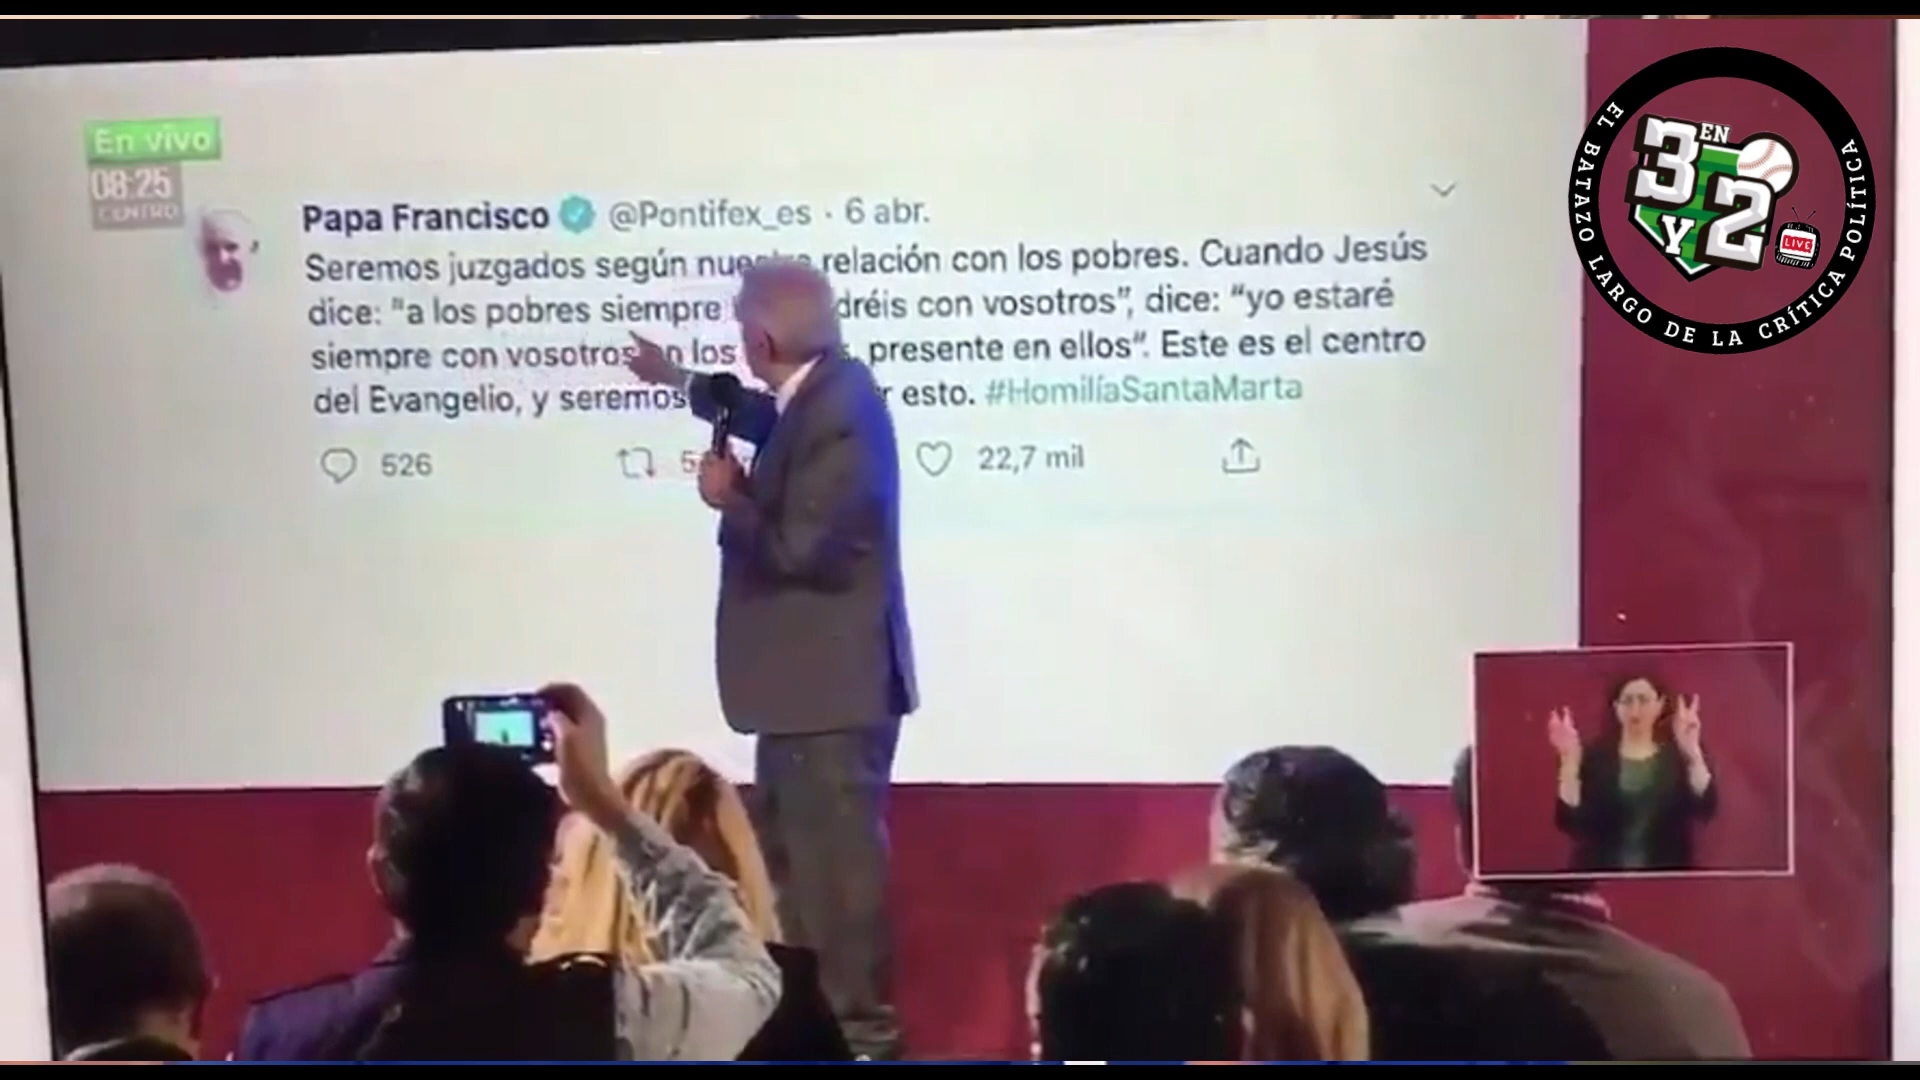 En vivo
08:25
CENTRO
Papa Francisco @Pontifex_es · 6 abr.
Seremos juzgados según nuestra relación con los pobres. Cuando Jesús
dice: "a los pobres siempre dréis con vosotros", dice: "yo estaré
siempre con vosotros en los presente en ellos". Este es el centro
del Evangelio, y seremos esto. #HomilíaSantaMarta
526
22,7 mil
EL BATAZO LARGO DE LA CRÍTICA POLÍTICA
3 EN
Y 2
LIVE